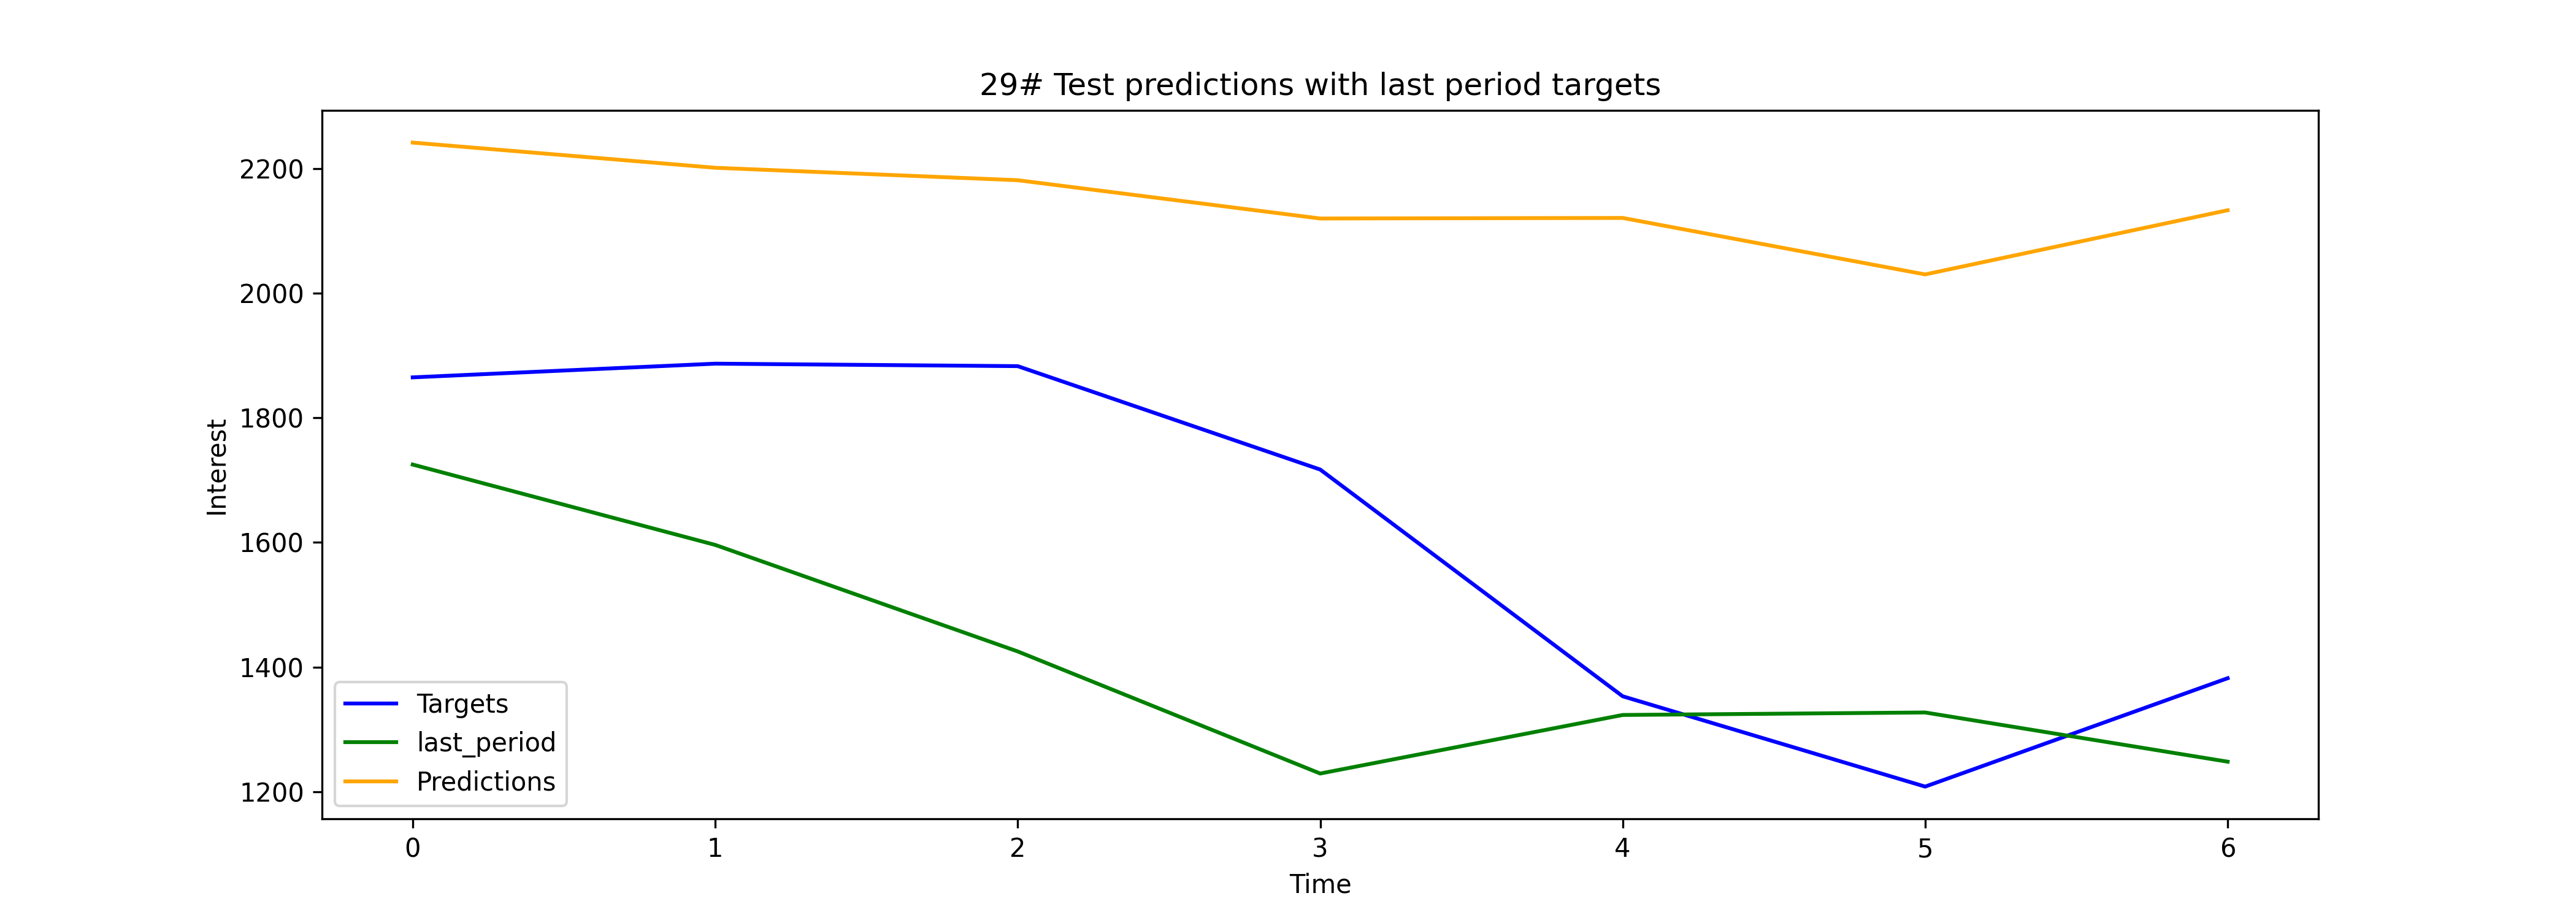 29# Test predictions with last period targets
2200
2000
1800
1600
1400
1200
Interest
Targets
last_period
Predictions
0 1 2 3 4 5 6
Time